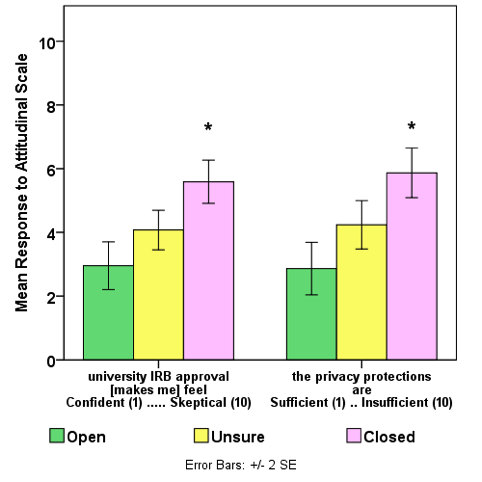 Mean Response to Attitudinal Scale
10
8
6
4
2
0
*
*
university IRB approval
[makes me] feel
Confident (1) ..... Skeptical (10)
the privacy protections
are
Sufficient (1) .. Insufficient (10)
Open
Unsure
Closed
Error Bars: +/- 2 SE